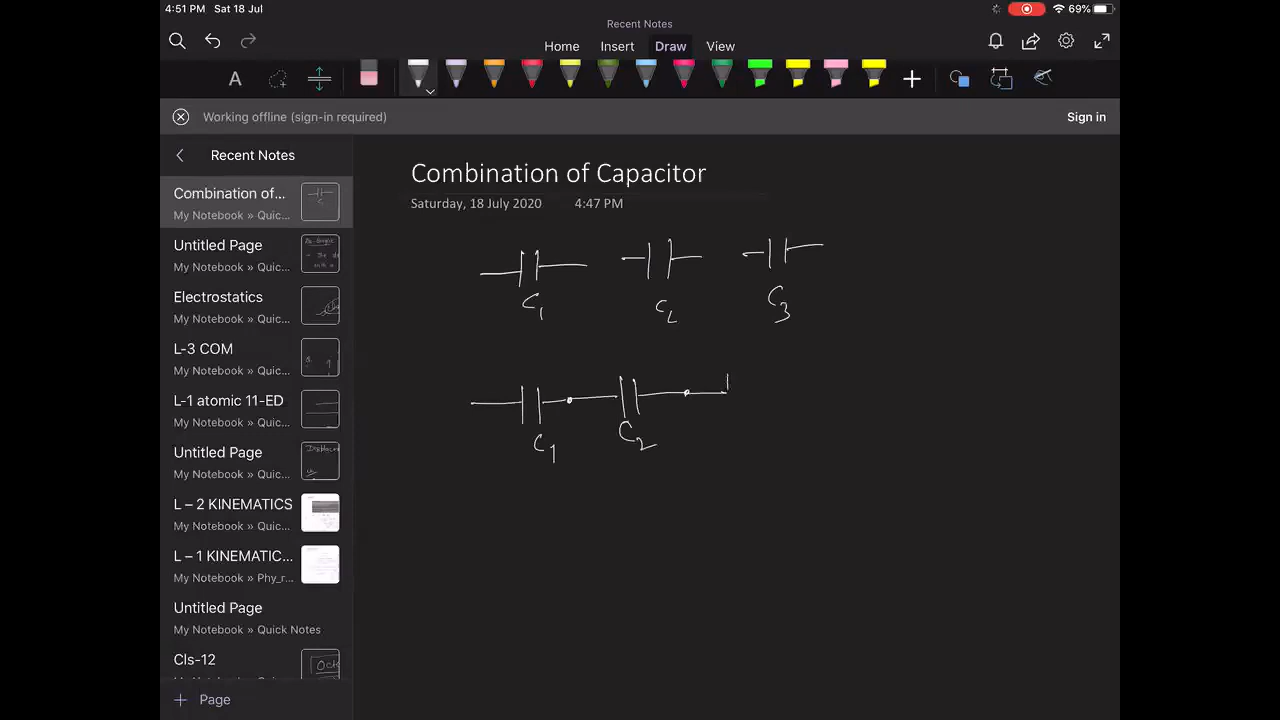 4:51 PM Sat 18 Jul
69%
Recent Notes
Home Insert Draw View
A
Working offline (sign-in required)
Sign in
Recent Notes
Combination of...
My Notebook » Quic...
Untitled Page
My Notebook » Quic...
Electrostatics
My Notebook » Quic...
L-3 COM
My Notebook » Quic...
L-1 atomic 11-ED
My Notebook » Quic...
Untitled Page
My Notebook » Quic...
L – 2 KINEMATICS
My Notebook » Quic...
L – 1 KINEMATIC...
My Notebook » Phy_r...
Untitled Page
My Notebook » Quick Notes
Cls-12
Page
Combination of Capacitor
Saturday, 18 July 2020 4:47 PM
C1 C2 C3
C1 C2